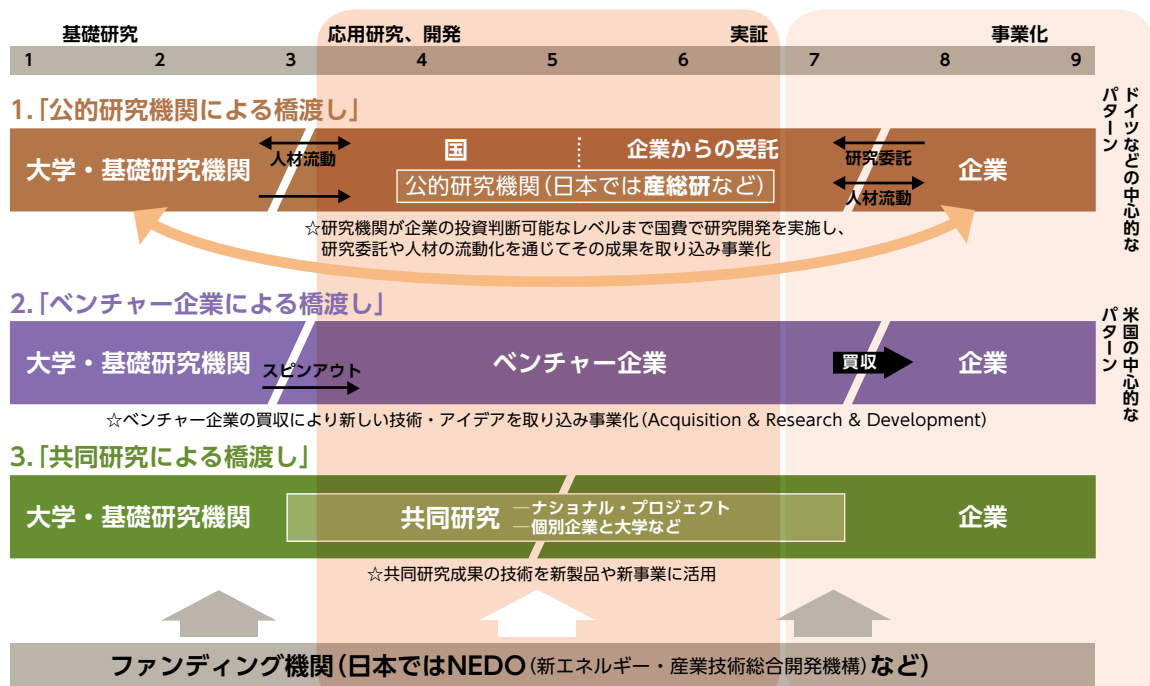 基礎研究
応用研究、開発
実証
事業化
1 2 3 4 5 6 7 8 9
1.「公的研究機関による橋渡し」
大学・基礎研究機関
人材流動
国
企業からの受託
公的研究機関(日本では産総研など)
研究委託
人材流動
企業
☆研究機関が企業の投資判断可能なレベルまで国費で研究開発を実施し、
研究委託や人材の流動化を通じてその成果を取り込み事業化
ドイツなどの中心的な
パターン
2.「ベンチャー企業による橋渡し」
大学・基礎研究機関
スピンアウト
ベンチャー企業
買収
企業
☆ベンチャー企業の買収により新しい技術・アイデアを取り込み事業化(Acquisition & Research & Development)
米国の中心的な
パターン
3.「共同研究による橋渡し」
大学・基礎研究機関
共同研究
―ナショナル・プロジェクト
―個別企業と大学など
企業
☆共同研究成果の技術を新製品や新事業に活用
ファンディング機関(日本ではNEDO(新エネルギー・産業技術総合開発機構)など)